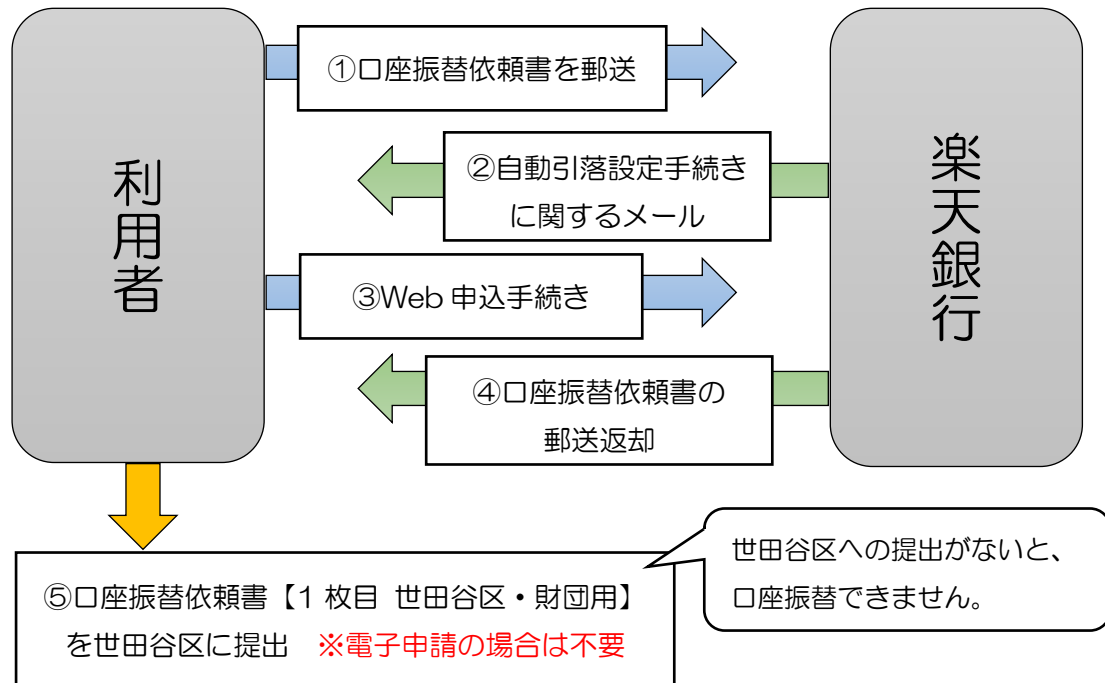 利用者
①口座振替依頼書を郵送
②自動引落設定手続き
に関するメール
③Web 申込手続き
④口座振替依頼書の
郵送返却
楽天銀行
⑤口座振替依頼書【1 枚目 世田谷区・財団用】
を世田谷区に提出 ※電子申請の場合は不要
世田谷区への提出がないと、
口座振替できません。